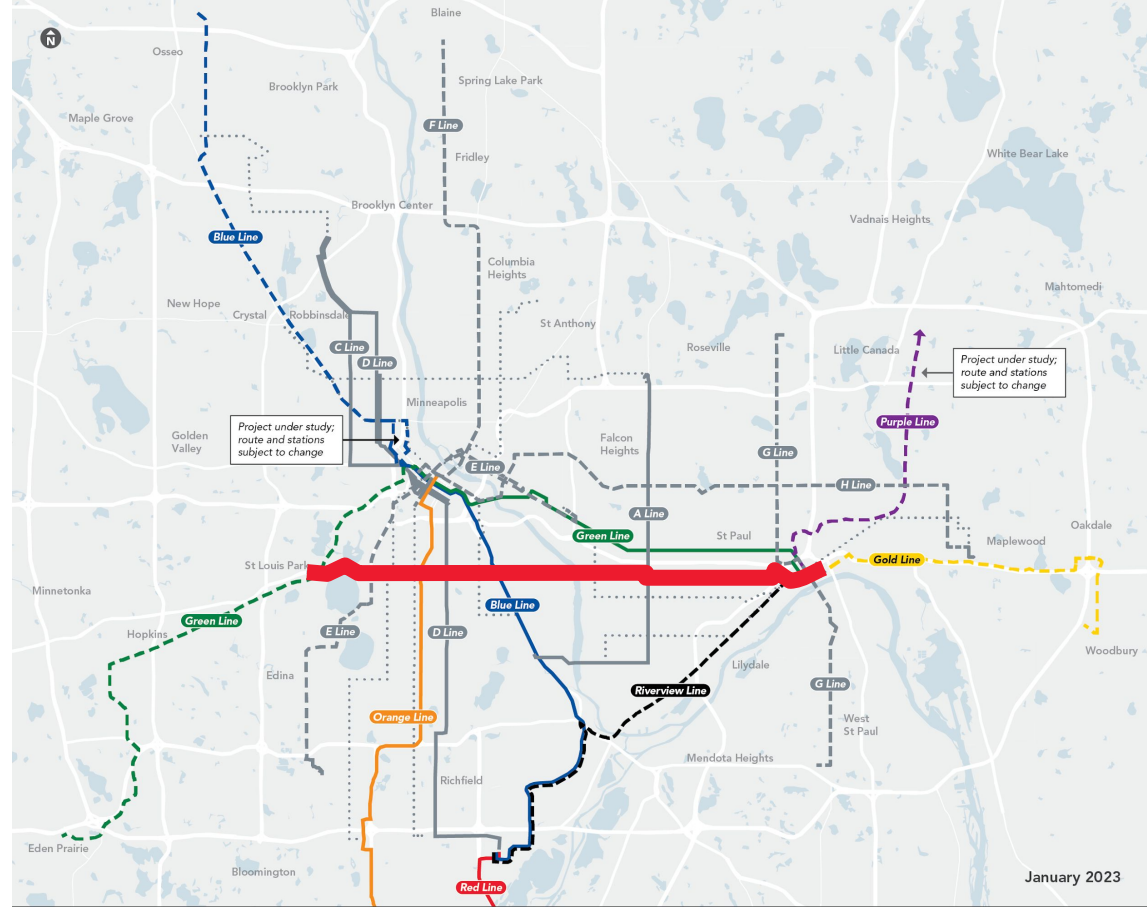 N
Blaine
Osseo
Spring Lake Park
Brooklyn Park
Maple Grove
F Line
Fridley
White Bear Lake
Brooklyn Center
Vadnais Heights
Blue Line
Columbia
Heights
Mahtomedi
New Hope
Crystal
Robbinsdale
St Anthony
C Line
D Line
Roseville
Little Canada
Project under study;
route and stations
subject to change
Minneapolis
Purple Line
Project under study;
route and stations
subject to change
Golden
Valley
Falcon
Heights
G Line
E Line
H Line
A Line
Green Line
St Paul
Oakdale
Maplewood
Gold Line
St Louis Park
Minnetonka
Blue Line
Green Line
Hopkins
E Line
D Line
Woodbury
Edina
Lilydale
G Line
Riverview Line
Orange Line
West
St Paul
Mendota Heights
Richfield
Eden Prairie
Bloomington
Red Line
January 2023